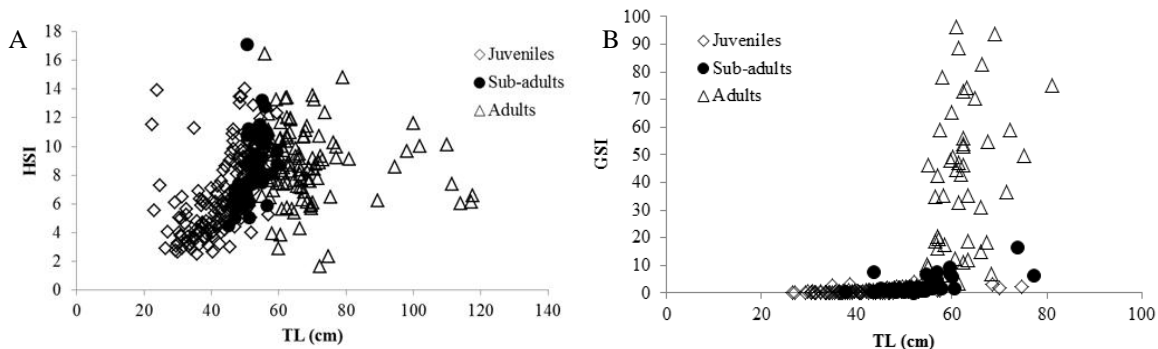 A
HSI
18
16
14
12
10
8
6
4
2
0
0 20 40 60 80 100 120 140
TL (cm)
Juveniles
Sub-adults
Adults
B
GSI
100
90
80
70
60
50
40
30
20
10
0
0 20 40 60 80 100
TL (cm)
Juveniles
Sub-adults
Adults